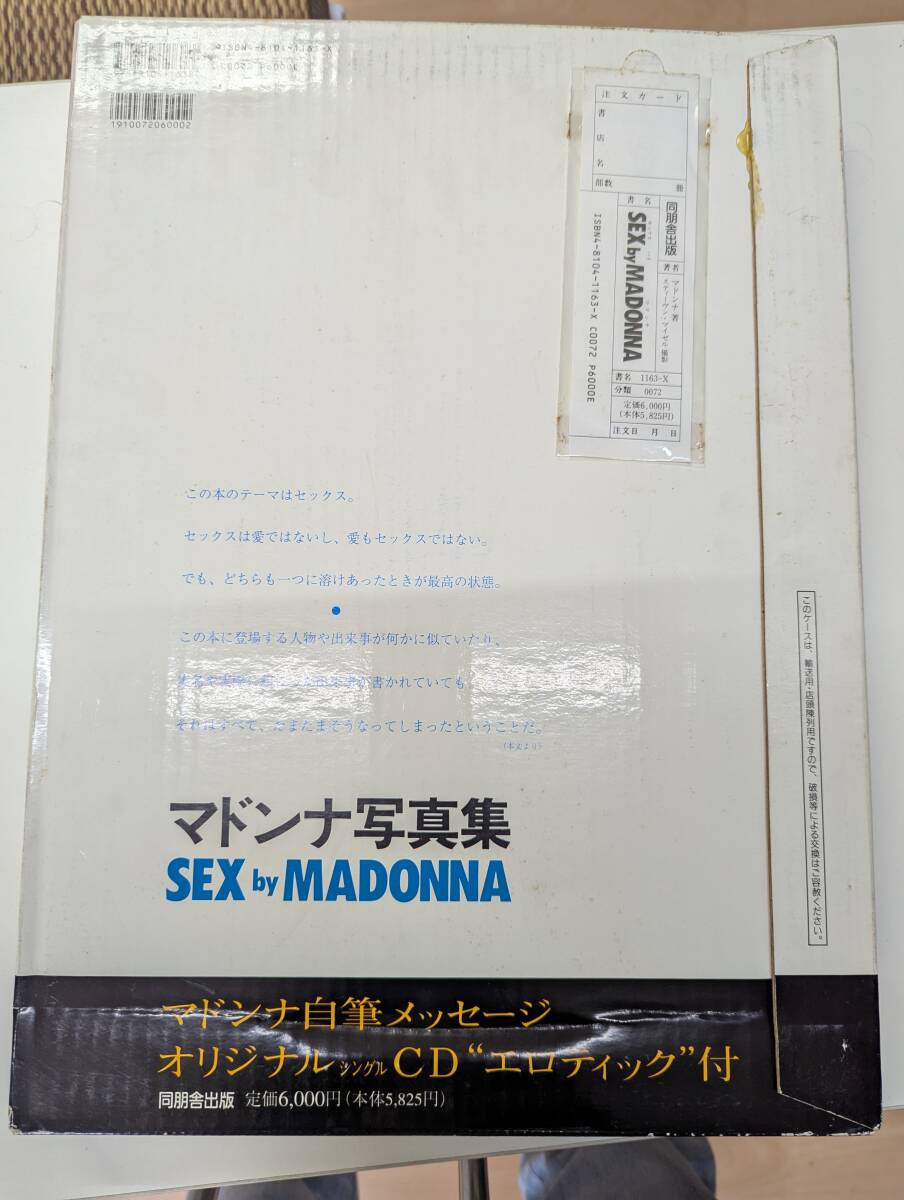 ISBN4-8104-1163-X
1910072060002
この本のテーマはセックス。
セックスは愛ではないし、愛もセックスではない。
でも、どちらも一つに溶けあったときが最高の状態。
●
この本に登場する人物や出来事が何かに似ていたり、
書かれていても
それはすべて、たまたまそうなってしまったということだ。
(本文より)
マドンナ写真集
SEX by MADONNA
マドンナ自筆メッセージ
オリジナルシングルCD“エロティック”付
同朋舎出版 定価6,000円(本体5,825円)
注文カード
書店名
部数 冊
同朋舎出版
書名
SEX by MADONNA
著者
マドンナ著
スティーヴン・マイゼル 撮影
書名 1163-X
分類 0072
定価6,000円
(本体5,825円)
注文日 月 日
ISBN4-8104-1163-X C0072 P6000E
このケースは、輸送用・店頭陳列用ですので、破損等による交換はご容赦ください。